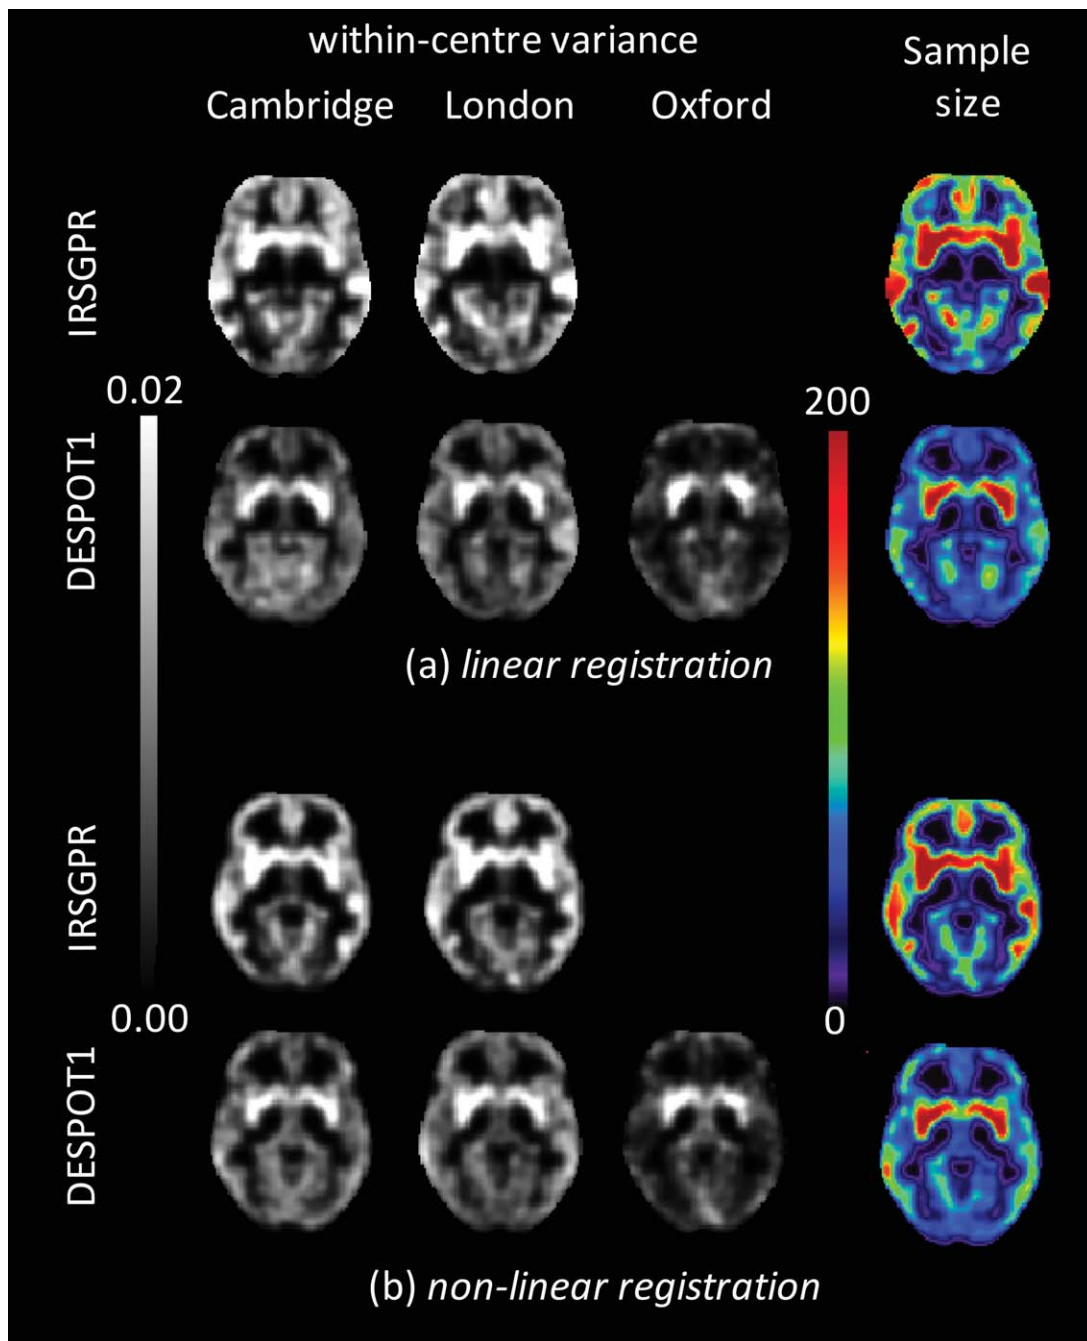 within-centre variance
Sample
size
Cambridge London Oxford
IRSGPR
0.02
200
DESPOT1
(a) linear registration
IRSGPR
0.00
0
DESPOT1
(b) non-linear registration